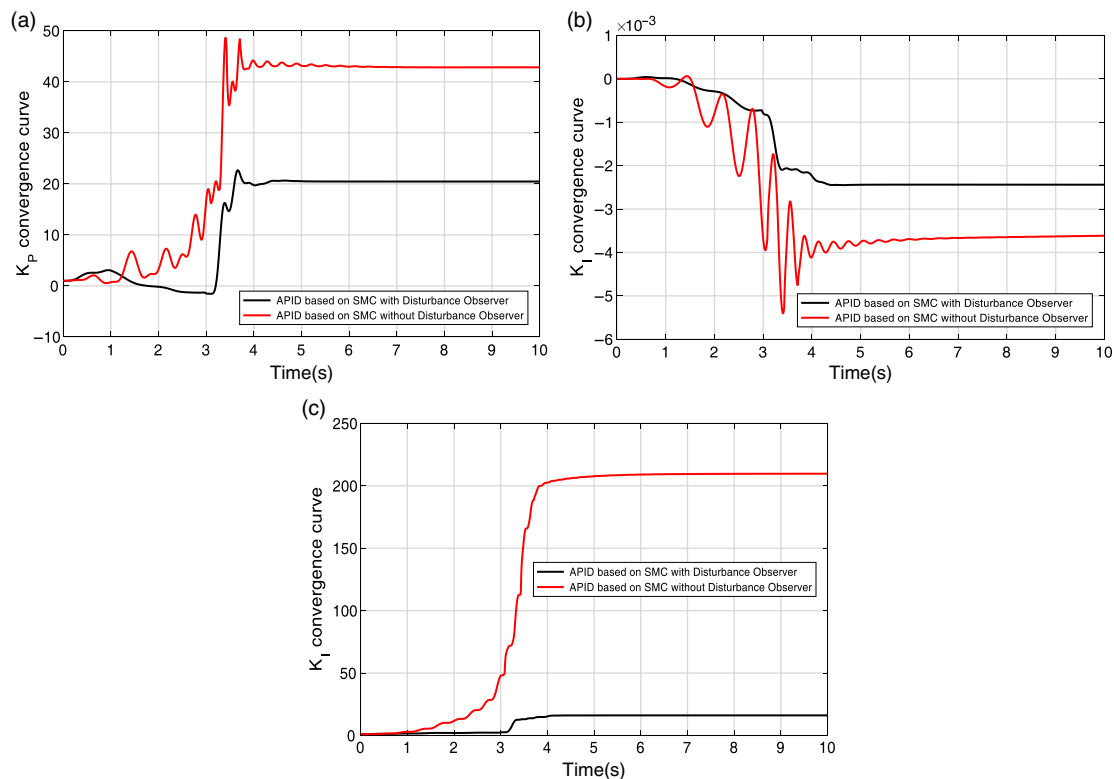 (a)
50
40
30
20
10
0
−10
K_P convergence curve
0 1 2 3 4 5 6 7 8 9 10
Time(s)
APID based on SMC with Disturbance Observer
APID based on SMC without Disturbance Observer
(b)
×10⁻³
1
0
−1
−2
−3
−4
−5
−6
K_I convergence curve
0 1 2 3 4 5 6 7 8 9 10
Time(s)
APID based on SMC with Disturbance Observer
APID based on SMC without Disturbance Observer
(c)
250
200
150
100
50
0
K_I convergence curve
0 1 2 3 4 5 6 7 8 9 10
Time(s)
APID based on SMC with Disturbance Observer
APID based on SMC without Disturbance Observer